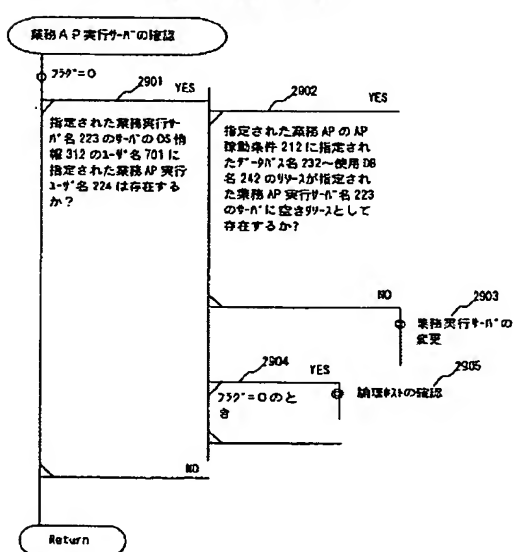 業務AP実行サーバの確認
フラグ=0
2901
YES
指定された業務実行サー
バ名 223 のサーバの OS 情
報 312 のユーザ名 701 に
指定された業務 AP 実行
ユーザ名 224 は存在する
か?
2902
YES
指定された業務 AP の AP
稼動条件 212 に指定され
たデータパス名 232～使用 DB
名 242 のリソースが指定され
た業務 AP 実行サーバ名 223
のサーバに空きリソースとして
存在するか?
NO
2903
業務実行サーバの
変更
2904
YES
フラグ=0のと
き
2905
論理ホストの確認
NO
Return